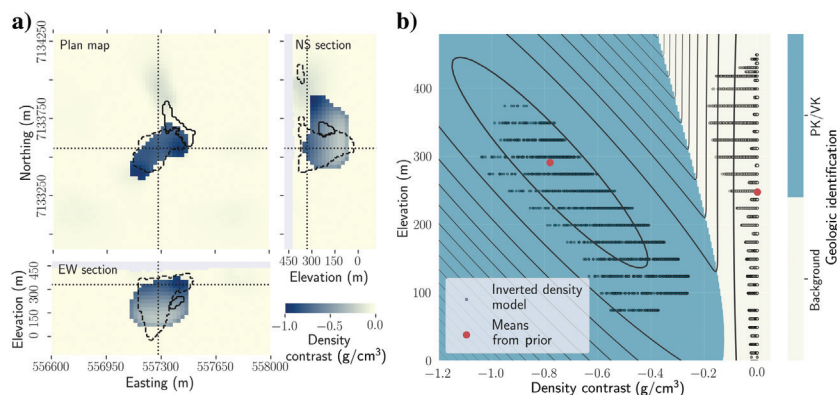 a)
Plan map
NS section
7134250
7133750
7133250
Northing (m)
450 300 150 0
Elevation (m)
EW section
450
300
150
0
Elevation (m)
556600 556950 557300 557650 558000
Easting (m)
−1.0 −0.5 0.0
Density
contrast (g/cm³)
b)
400
300
200
100
0
Elevation (m)
Inverted density
model
Means
from prior
−1.2 −1.0 −0.8 −0.6 −0.4 −0.2 0.0
Density contrast (g/cm³)
PK/VK
Background
Geologic identification